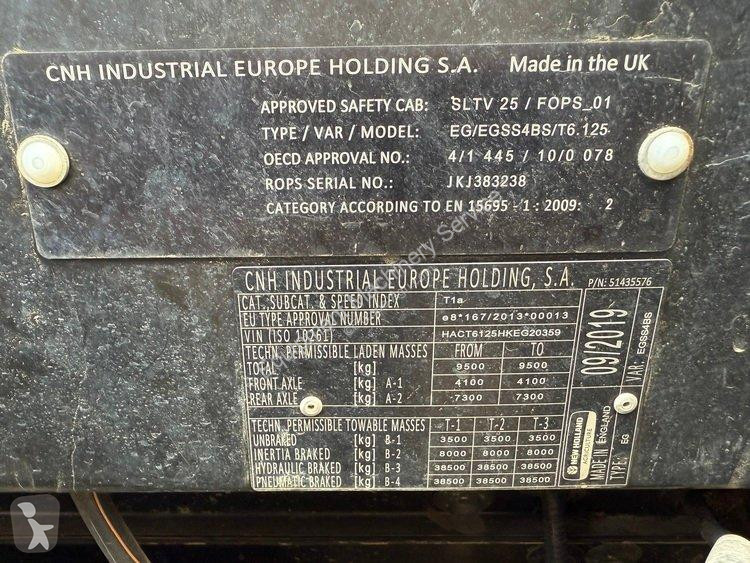 CNH INDUSTRIAL EUROPE HOLDING S.A. Made in the UK
APPROVED SAFETY CAB: SLTV 25 / FOPS_01
TYPE / VAR / MODEL: EG/EGSS4BS/T6.125
OECD APPROVAL NO.: 4/1 445 / 10/0 078
ROPS SERIAL NO.: JKJ383238
CATEGORY ACCORDING TO EN 15695 - 1 : 2009: 2
CNH INDUSTRIAL EUROPE HOLDING, S.A. P/N: 51435576
CAT., SUBCAT. & SPEED INDEX T1a
EU TYPE APPROVAL NUMBER e8*167/2013*00013
VIN (ISO 10261) HACT6125HKEG20359
TECHN. PERMISSIBLE LADEN MASSES FROM TO
TOTAL [kg] 9500 9500
FRONT AXLE [kg] A-1 4100 4100
REAR AXLE [kg] A-2 7300 7300
TECHN. PERMISSIBLE TOWABLE MASSES T-1 T-2 T-3
UNBRAKED [kg] B-1 3500 3500 3500
INERTIA BRAKED [kg] B-2 8000 8000 8000
HYDRAULIC BRAKED [kg] B-3 38500 38500 38500
PNEUMATIC BRAKED [kg] B-4 38500 38500 38500
09/2019
VAR: EGSS4BS
NEW HOLLAND
AGRICULTURE
MADE IN ENGLAND
TYPE: EG
Machinery Service